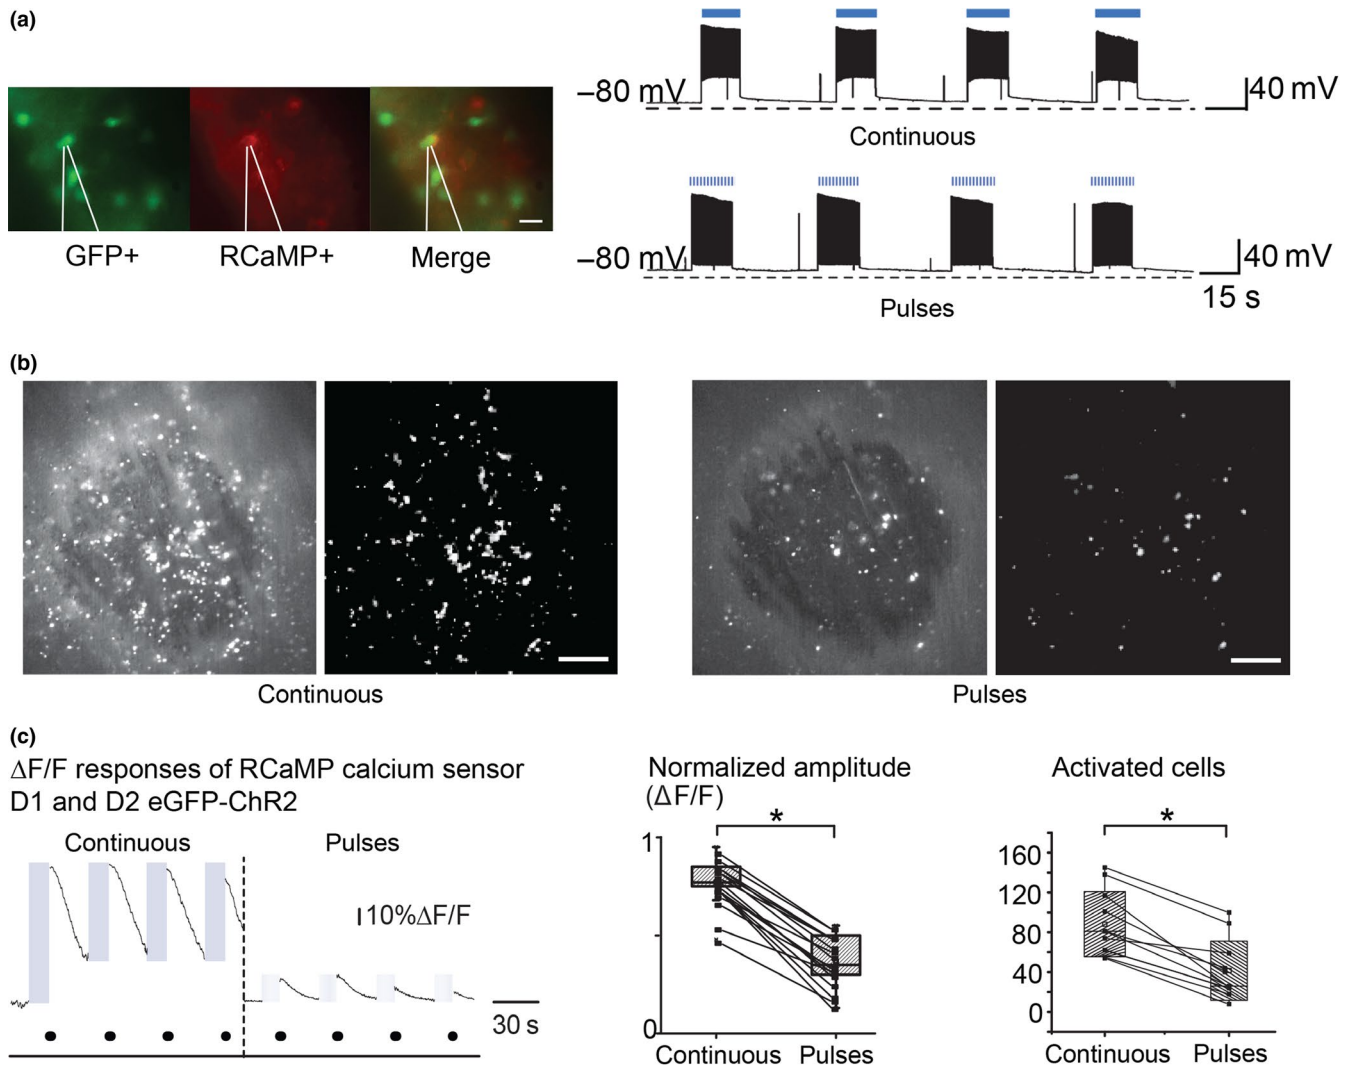 (a)
–80 mV
40 mV
Continuous
–80 mV
40 mV
15 s
Pulses
GFP+
RCaMP+
Merge
(b)
Continuous
Pulses
(c)
ΔF/F responses of RCaMP calcium sensor
D1 and D2 eGFP-ChR2
Continuous
Pulses
10%ΔF/F
30 s
Normalized amplitude
(ΔF/F)
*
1
0
Continuous
Pulses
Activated cells
*
160
120
80
40
0
Continuous
Pulses